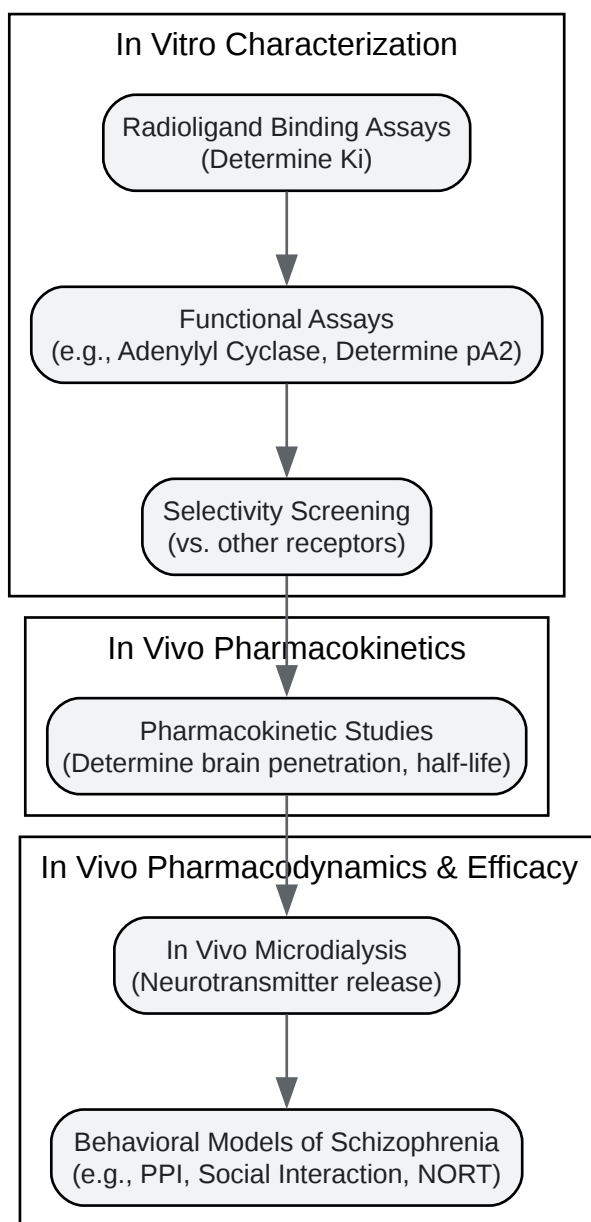 In Vitro Characterization
Radioligand Binding Assays
(Determine Ki)
Functional Assays
(e.g., Adenylyl Cyclase, Determine pA2)
Selectivity Screening
(vs. other receptors)
In Vivo Pharmacokinetics
Pharmacokinetic Studies
(Determine brain penetration, half-life)
In Vivo Pharmacodynamics & Efficacy
In Vivo Microdialysis
(Neurotransmitter release)
Behavioral Models of Schizophrenia
(e.g., PPI, Social Interaction, NORT)